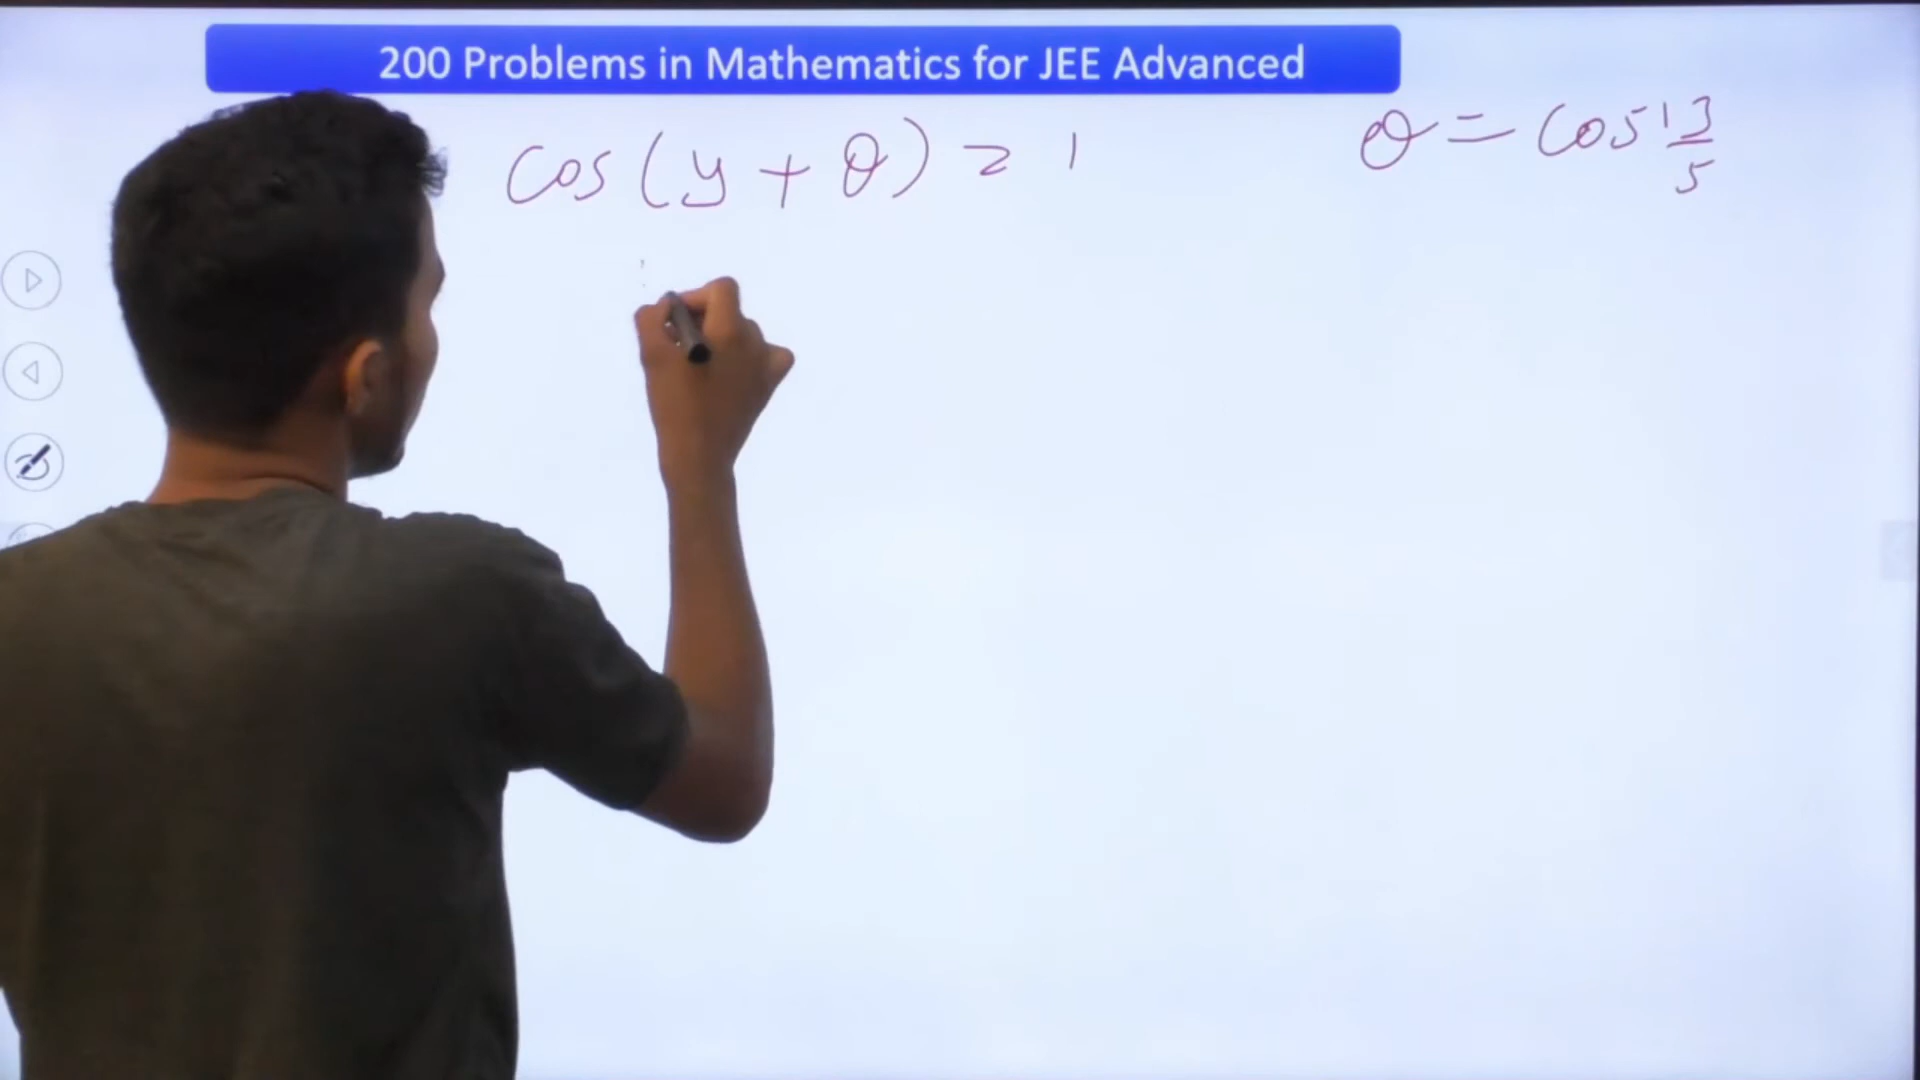 200 Problems in Mathematics for JEE Advanced
cos(y + θ) = 1
θ = cos⁻¹ 3/5